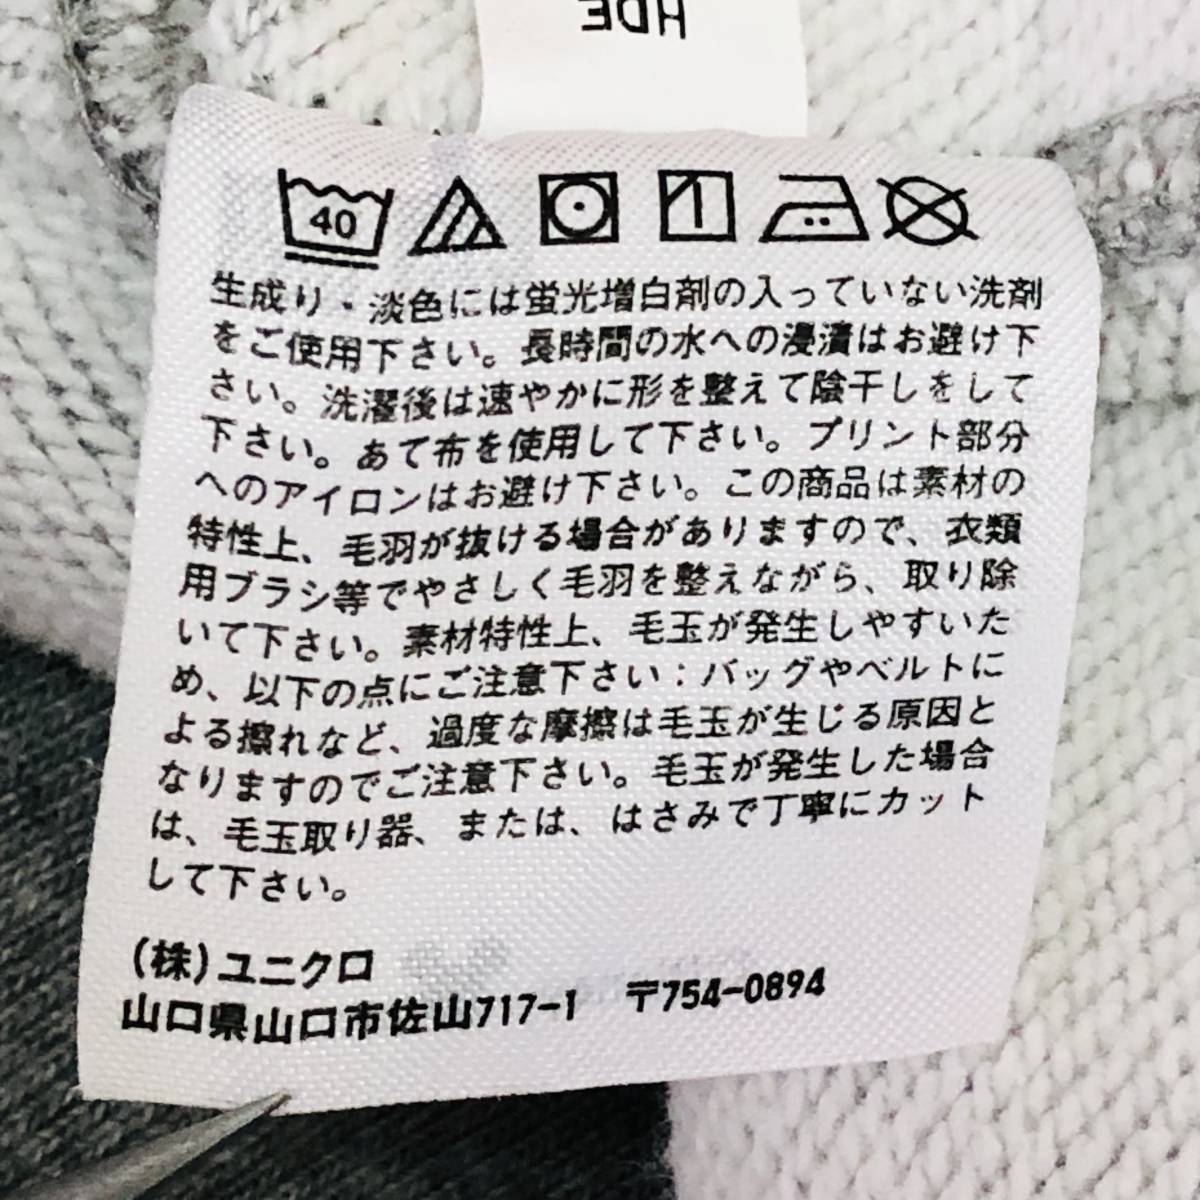 HDE
40
生成り・淡色には蛍光増白剤の入っていない洗剤
をご使用下さい。長時間の水への浸漬はお避け下
さい。洗濯後は速やかに形を整えて陰干しをして
下さい。あて布を使用して下さい。プリント部分
へのアイロンはお避け下さい。この商品は素材の
特性上、毛羽が抜ける場合がありますので、衣類
用ブラシ等でやさしく毛羽を整えながら、取り除
いて下さい。素材特性上、毛玉が発生しやすいた
め、以下の点にご注意下さい：バッグやベルトに
よる擦れなど、過度な摩擦は毛玉が生じる原因と
なりますのでご注意下さい。毛玉が発生した場合
は、毛玉取り器、または、はさみで丁寧にカット
して下さい。
(株)ユニクロ
山口県山口市佐山717-1 〒754-0894